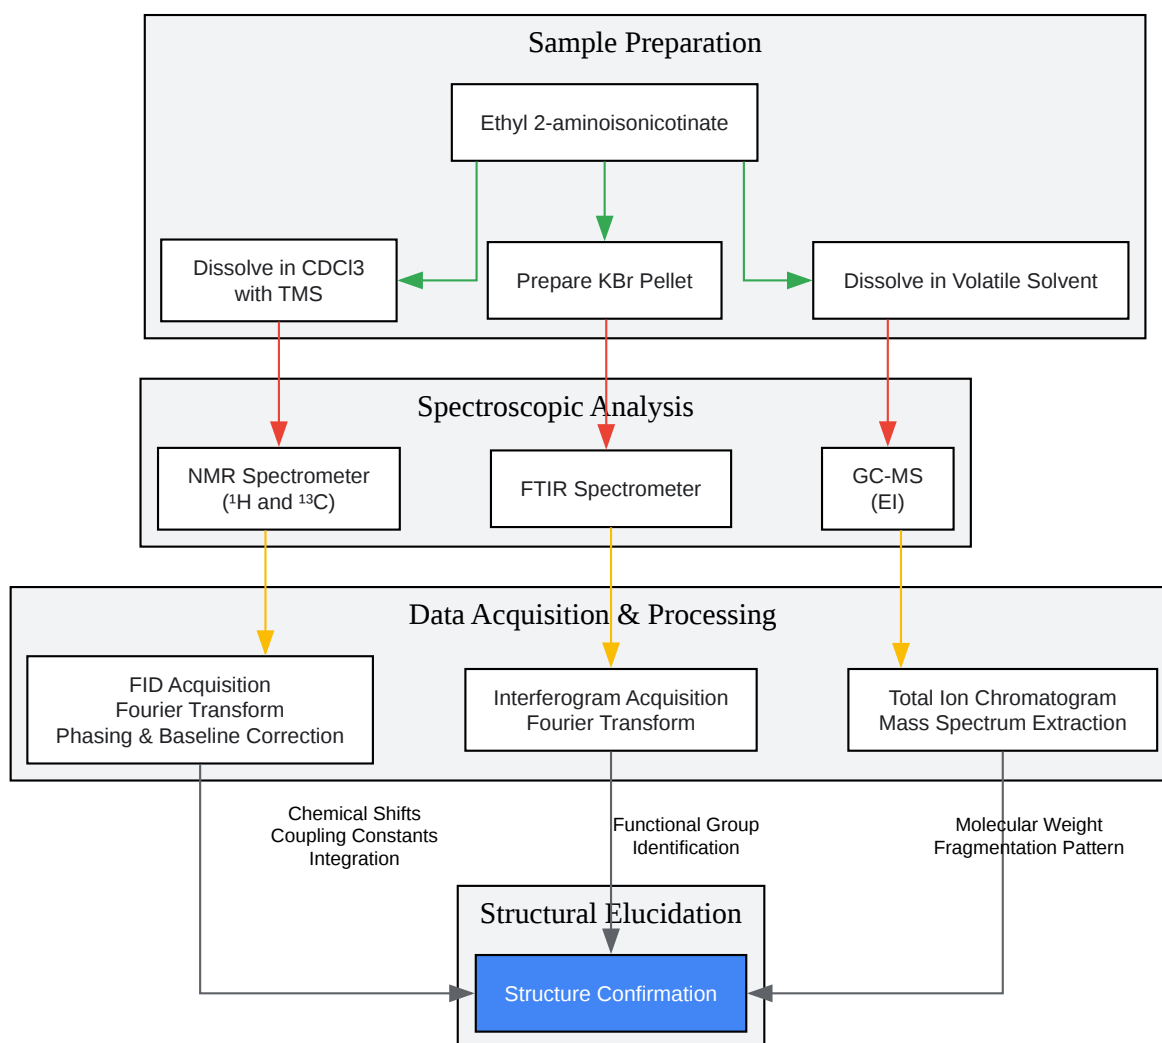 Sample Preparation
Ethyl 2-aminoisonicotinate
Dissolve in CDCl3
with TMS
Prepare KBr Pellet
Dissolve in Volatile Solvent
Spectroscopic Analysis
NMR Spectrometer
(¹H and ¹³C)
FTIR Spectrometer
GC-MS
(EI)
Data Acquisition & Processing
FID Acquisition
Fourier Transform
Phasing & Baseline Correction
Interferogram Acquisition
Fourier Transform
Total Ion Chromatogram
Mass Spectrum Extraction
Chemical Shifts
Coupling Constants
Integration
Functional Group
Identification
Molecular Weight
Fragmentation Pattern
Structural Elucidation
Structure Confirmation